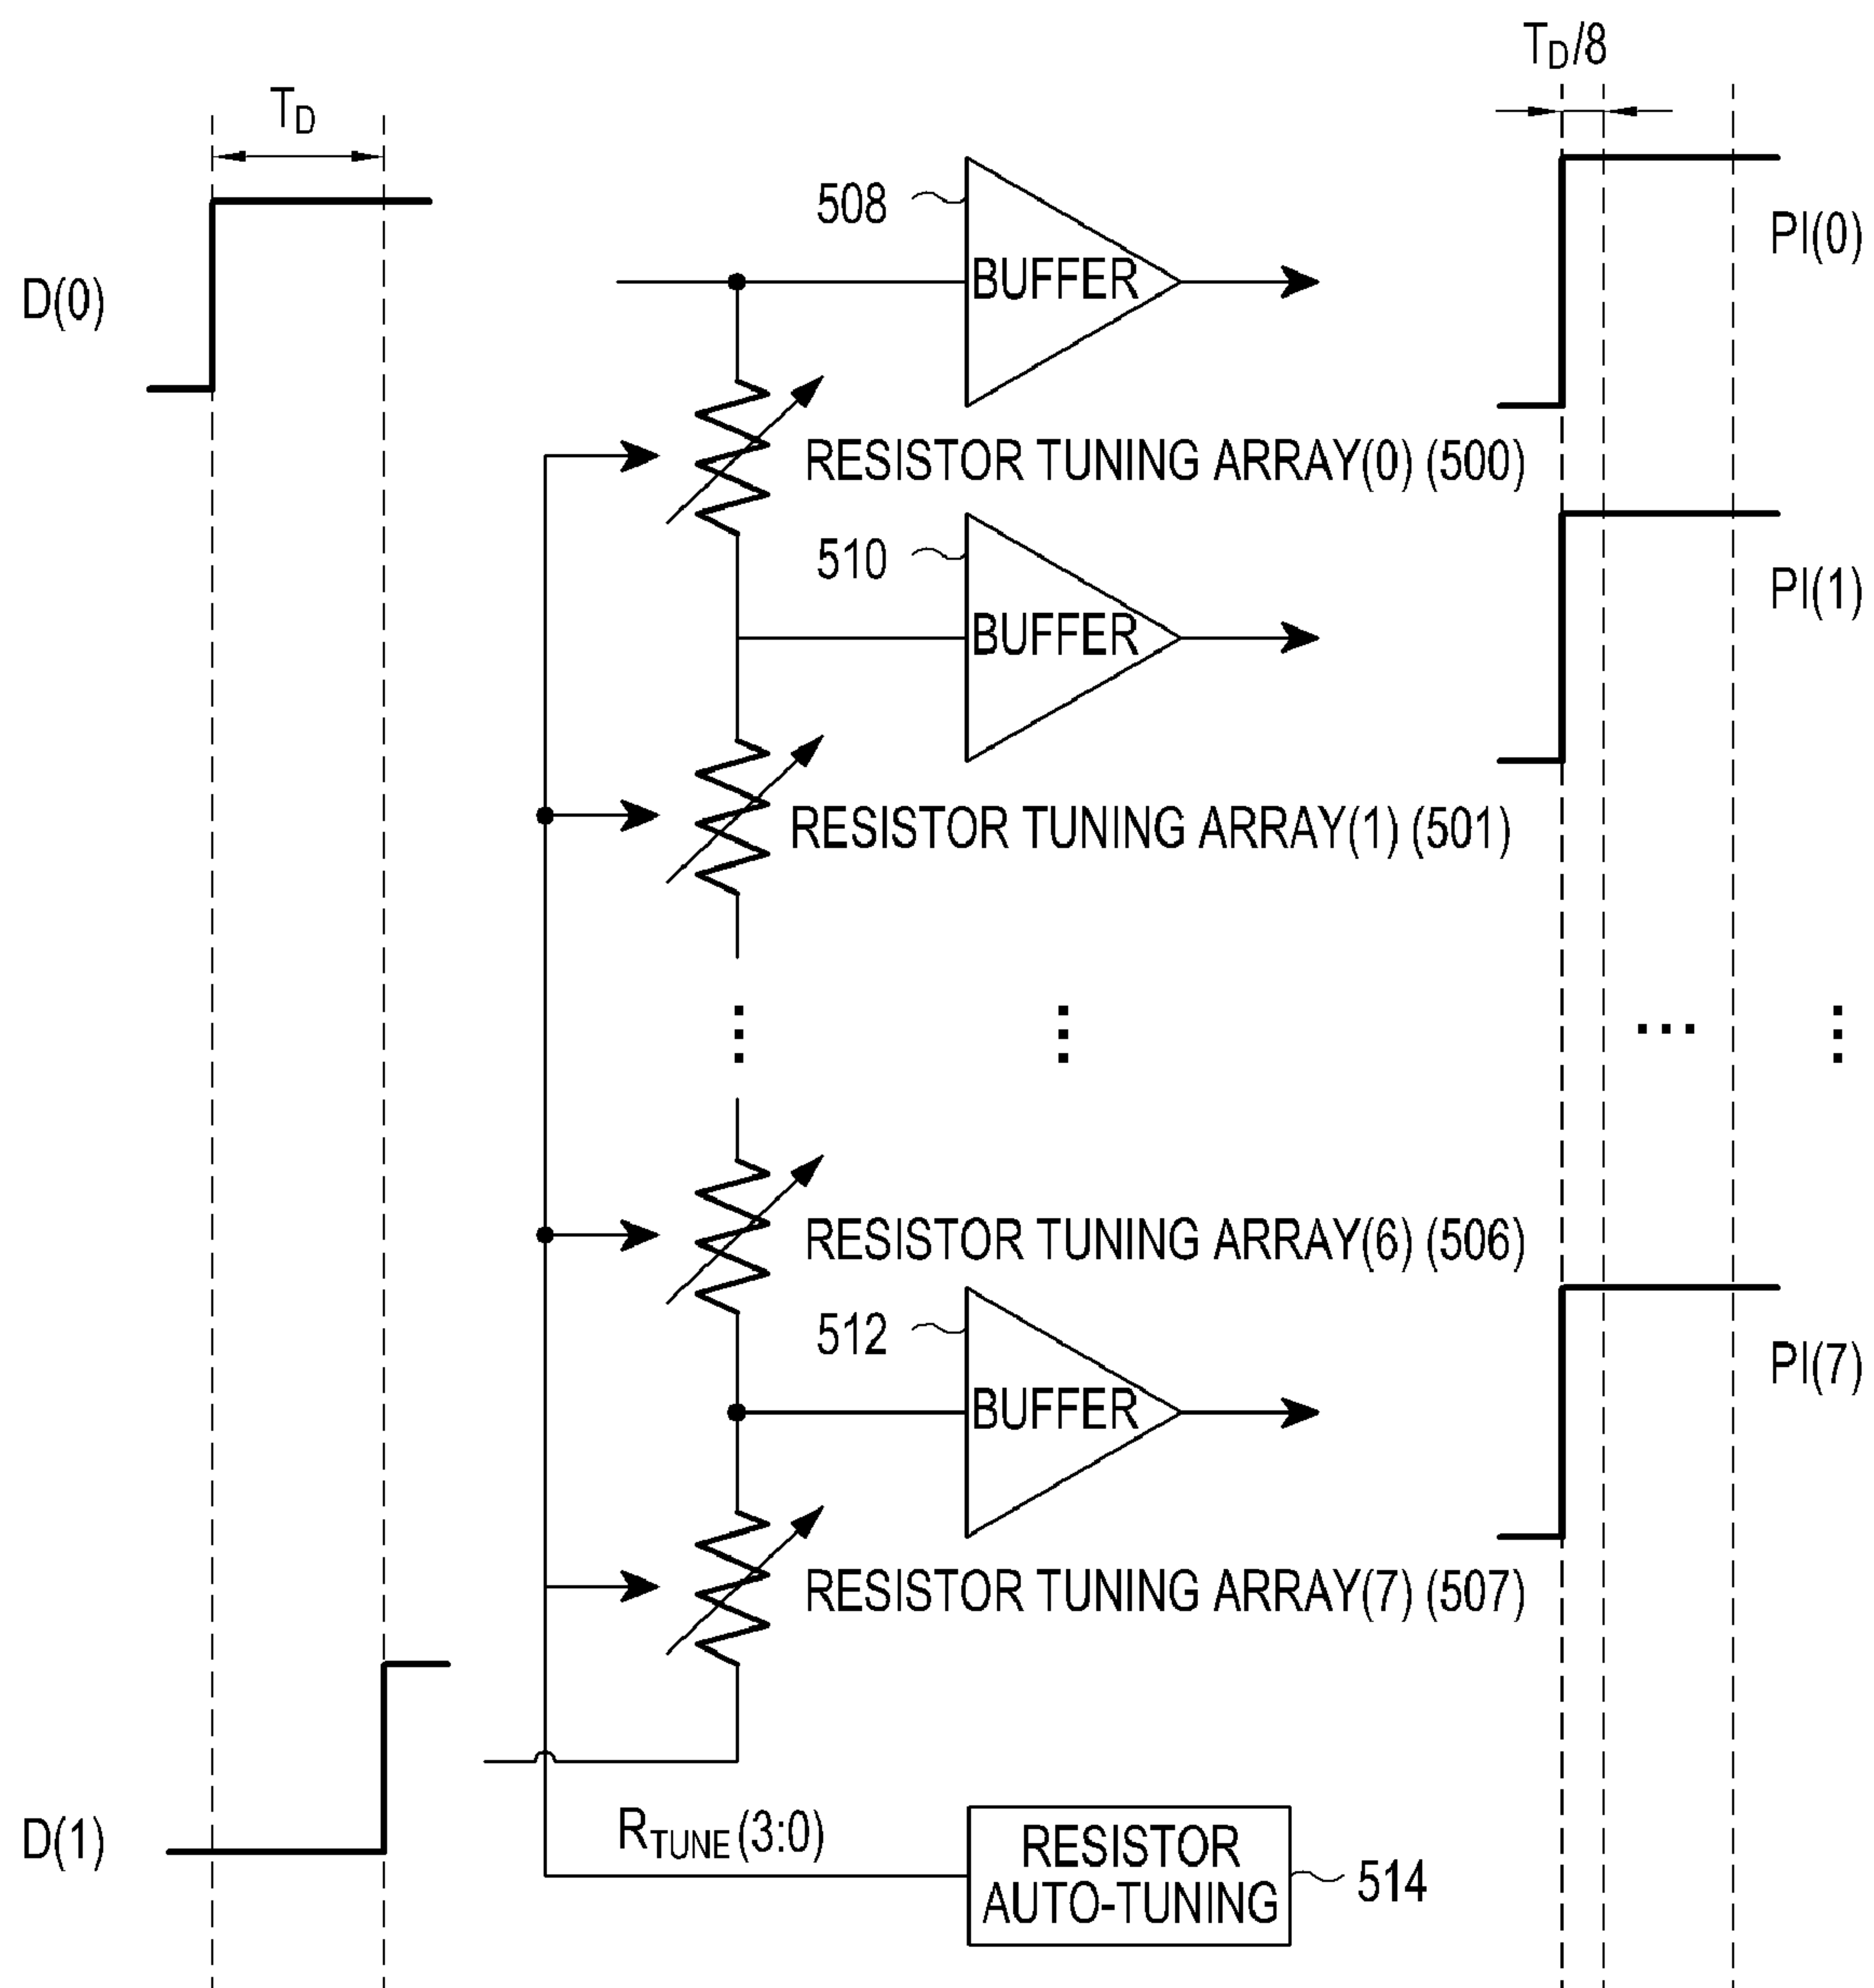 T_D/8
T_D
508
BUFFER
PI(0)
D(0)
RESISTOR TUNING ARRAY(0) (500)
510
BUFFER
PI(1)
RESISTOR TUNING ARRAY(1) (501)
RESISTOR TUNING ARRAY(6) (506)
512
BUFFER
PI(7)
RESISTOR TUNING ARRAY(7) (507)
D(1)
R_TUNE(3:0)
RESISTOR
AUTO-TUNING
514